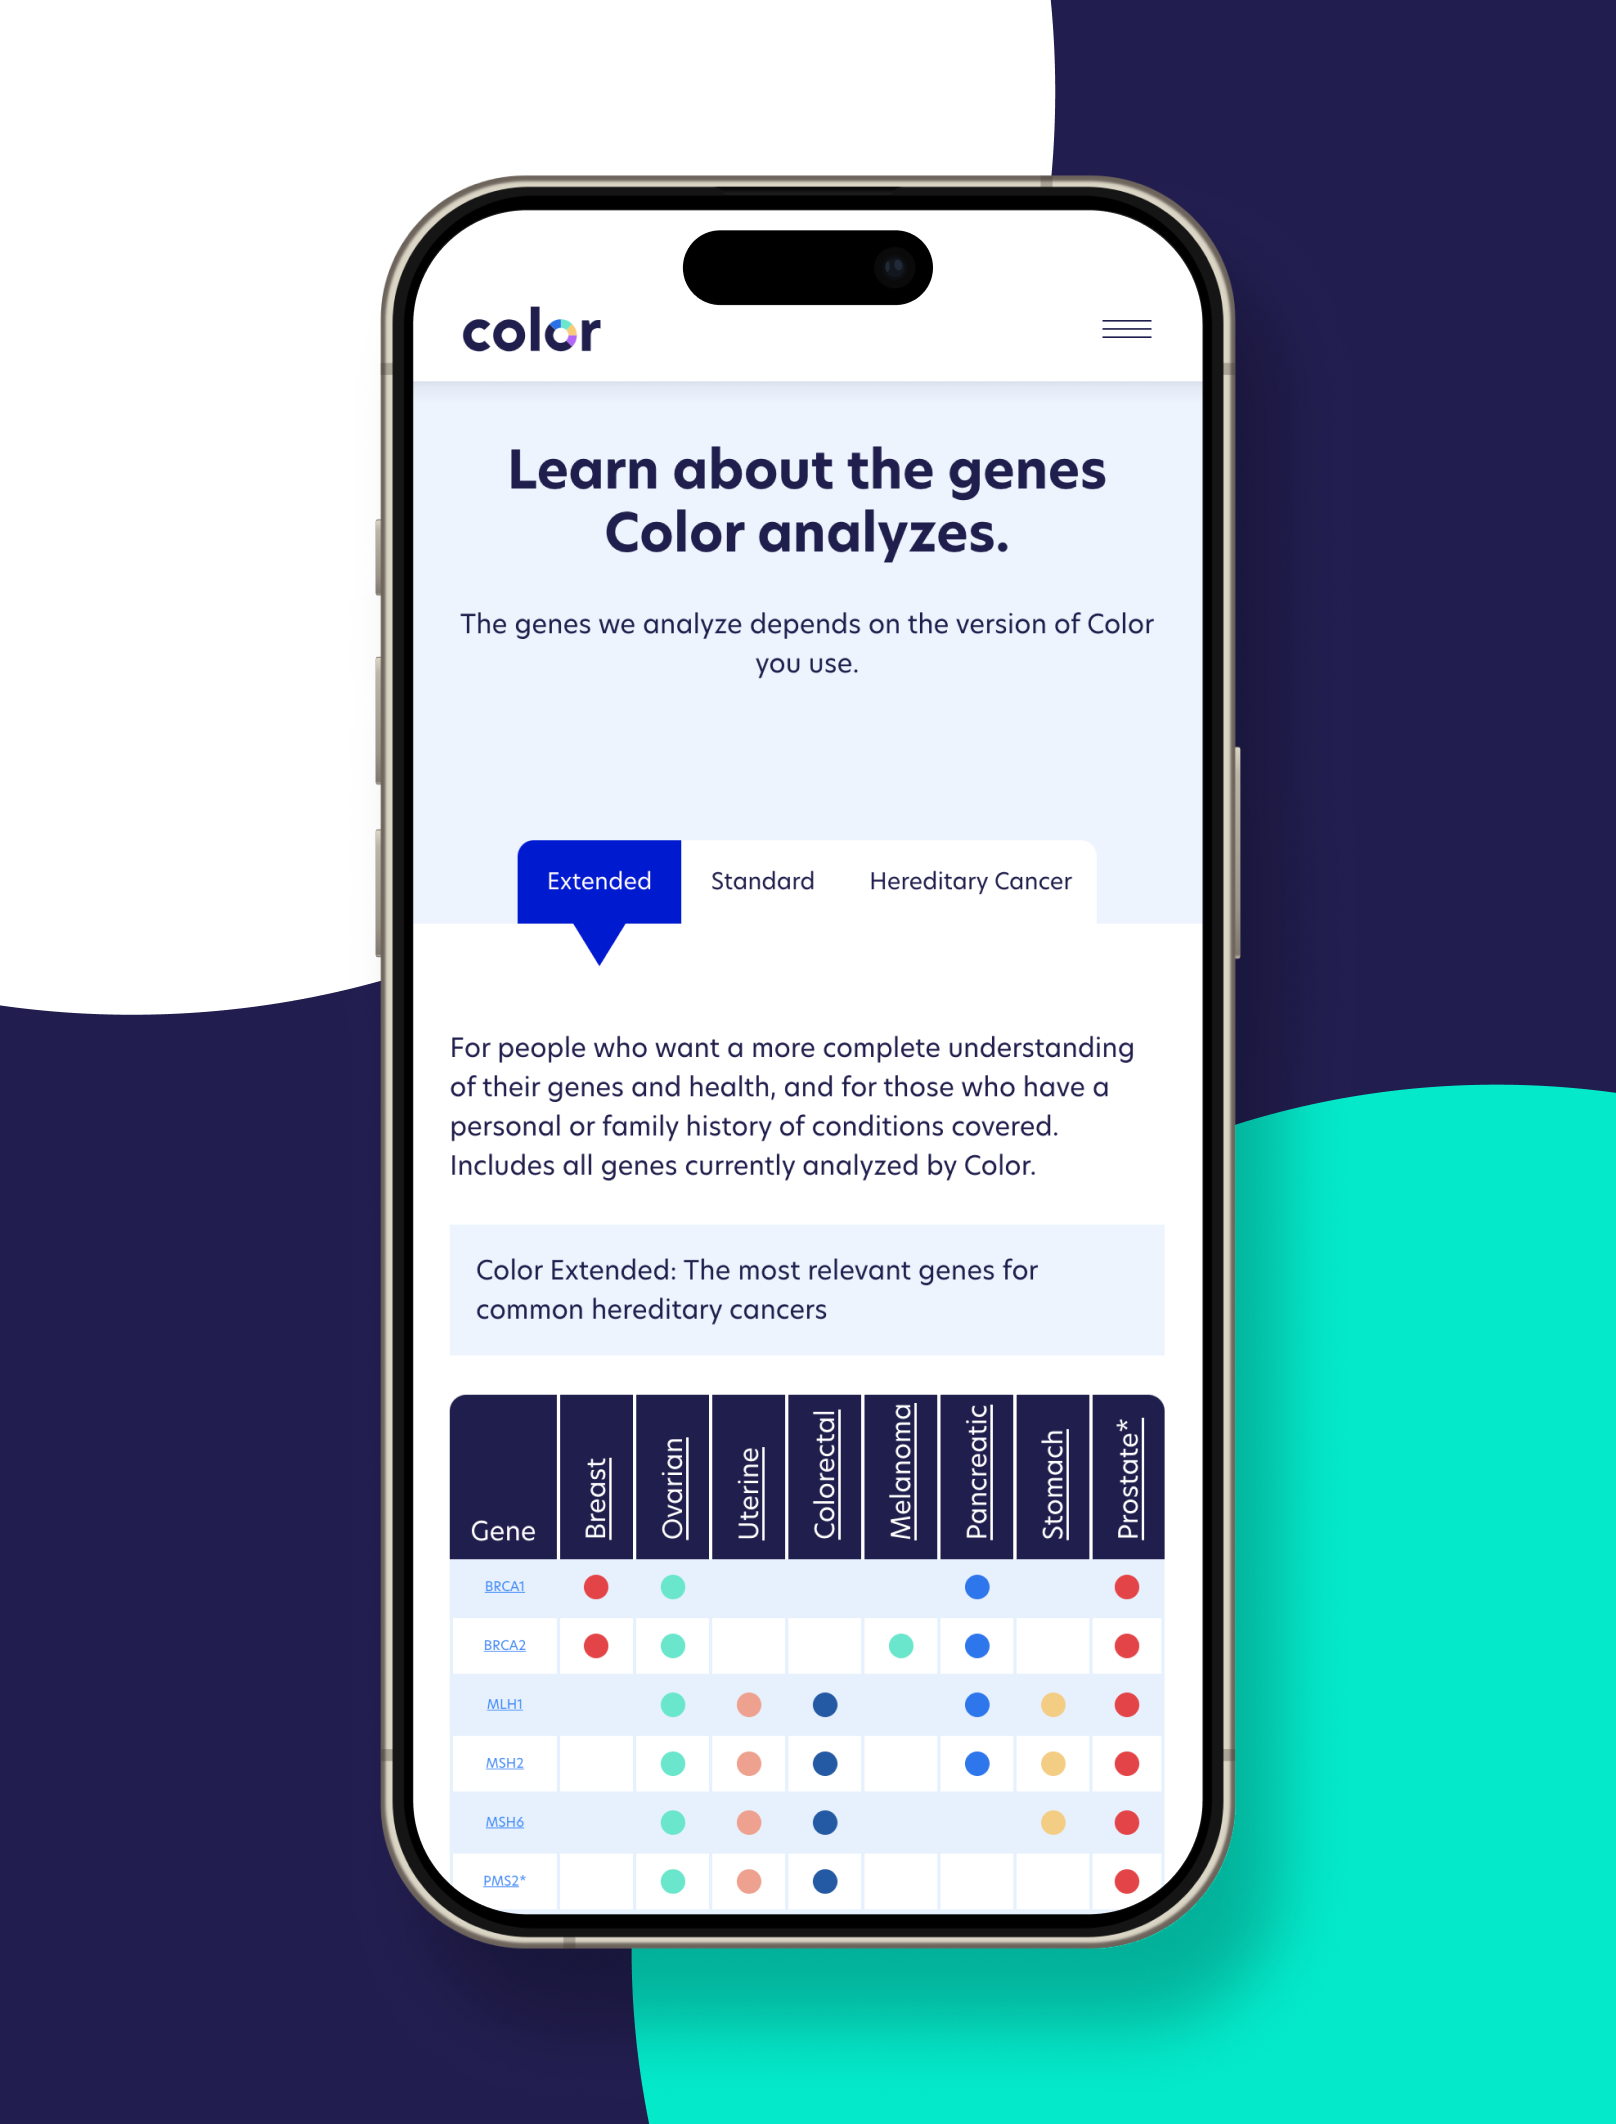 color
Learn about the genes
Color analyzes.
The genes we analyze depends on the version of Color
you use.
Extended Standard Hereditary Cancer
For people who want a more complete understanding
of their genes and health, and for those who have a
personal or family history of conditions covered.
Includes all genes currently analyzed by Color.
Color Extended: The most relevant genes for
common hereditary cancers
Gene Breast Ovarian Uterine Colorectal Melanoma Pancreatic Stomach Prostate*
BRCA1
BRCA2
MLH1
MSH2
MSH6
PMS2*